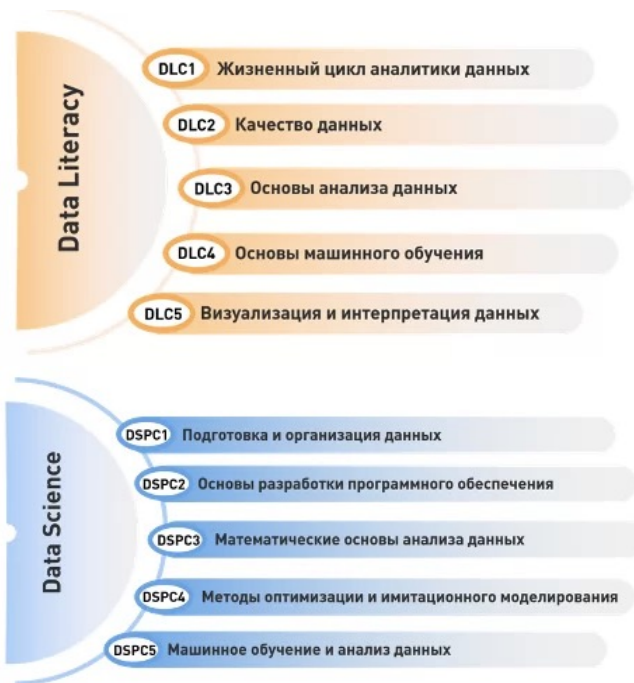 Data Literacy
DLC1 Жизненный цикл аналитики данных
DLC2 Качество данных
DLC3 Основы анализа данных
DLC4 Основы машинного обучения
DLC5 Визуализация и интерпретация данных
Data Science
DSPC1 Подготовка и организация данных
DSPC2 Основы разработки программного обеспечения
DSPC3 Математические основы анализа данных
DSPC4 Методы оптимизации и имитационного моделирования
DSPC5 Машинное обучение и анализ данных